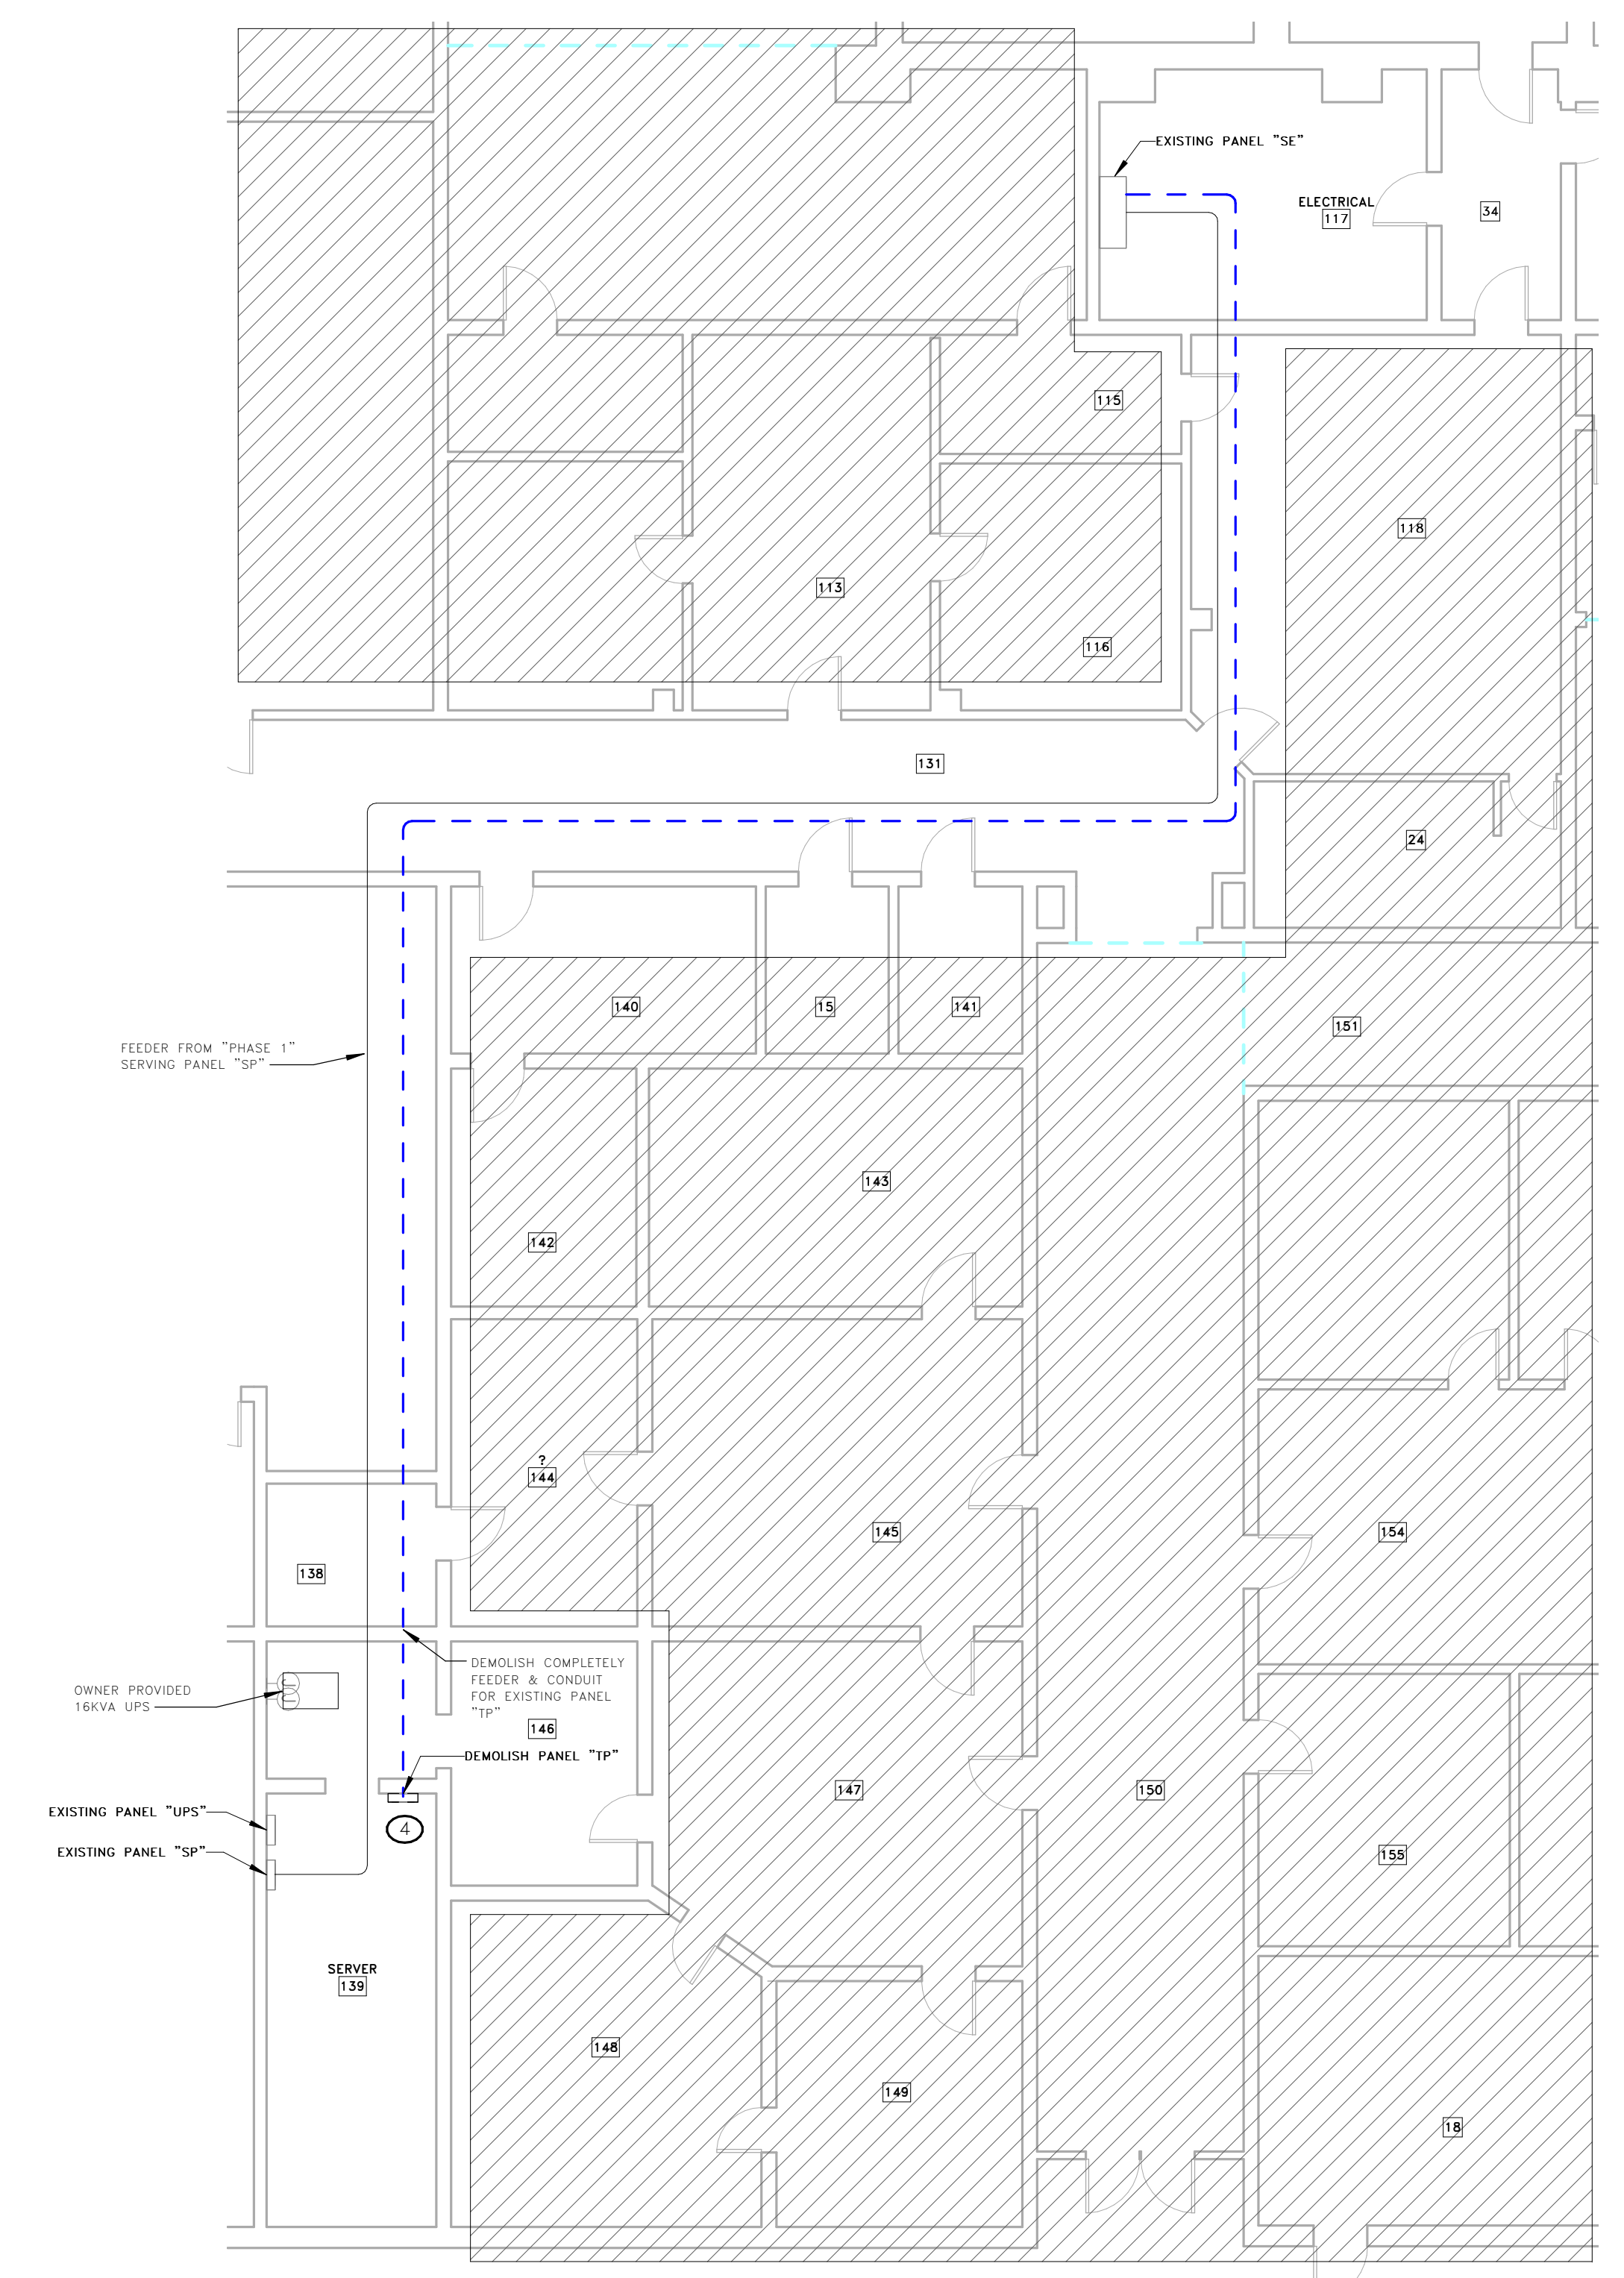 EXISTING PANEL "SE"
ELECTRICAL
117
34
115
118
113
116
131
24
140
15
141
151
FEEDER FROM "PHASE 1"
SERVING PANEL "SP"
143
142
?
144
145
154
138
DEMOLISH COMPLETELY
FEEDER & CONDUIT
FOR EXISTING PANEL
"TP"
OWNER PROVIDED
16KVA UPS
146
DEMOLISH PANEL "TP"
147
150
EXISTING PANEL "UPS"
4
EXISTING PANEL "SP"
155
SERVER
139
148
149
18